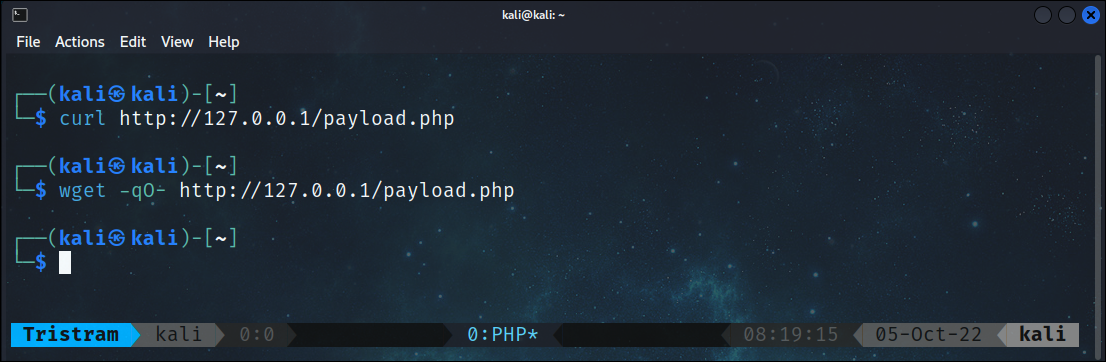 kali@kali: ~
File Actions Edit View Help
┌──(kali㉿kali)-[~]
└─$ curl http://127.0.0.1/payload.php
┌──(kali㉿kali)-[~]
└─$ wget -qO- http://127.0.0.1/payload.php
┌──(kali㉿kali)-[~]
└─$
Tristram kali 0:0 0:PHP* 08:19:15 05-Oct-22 kali